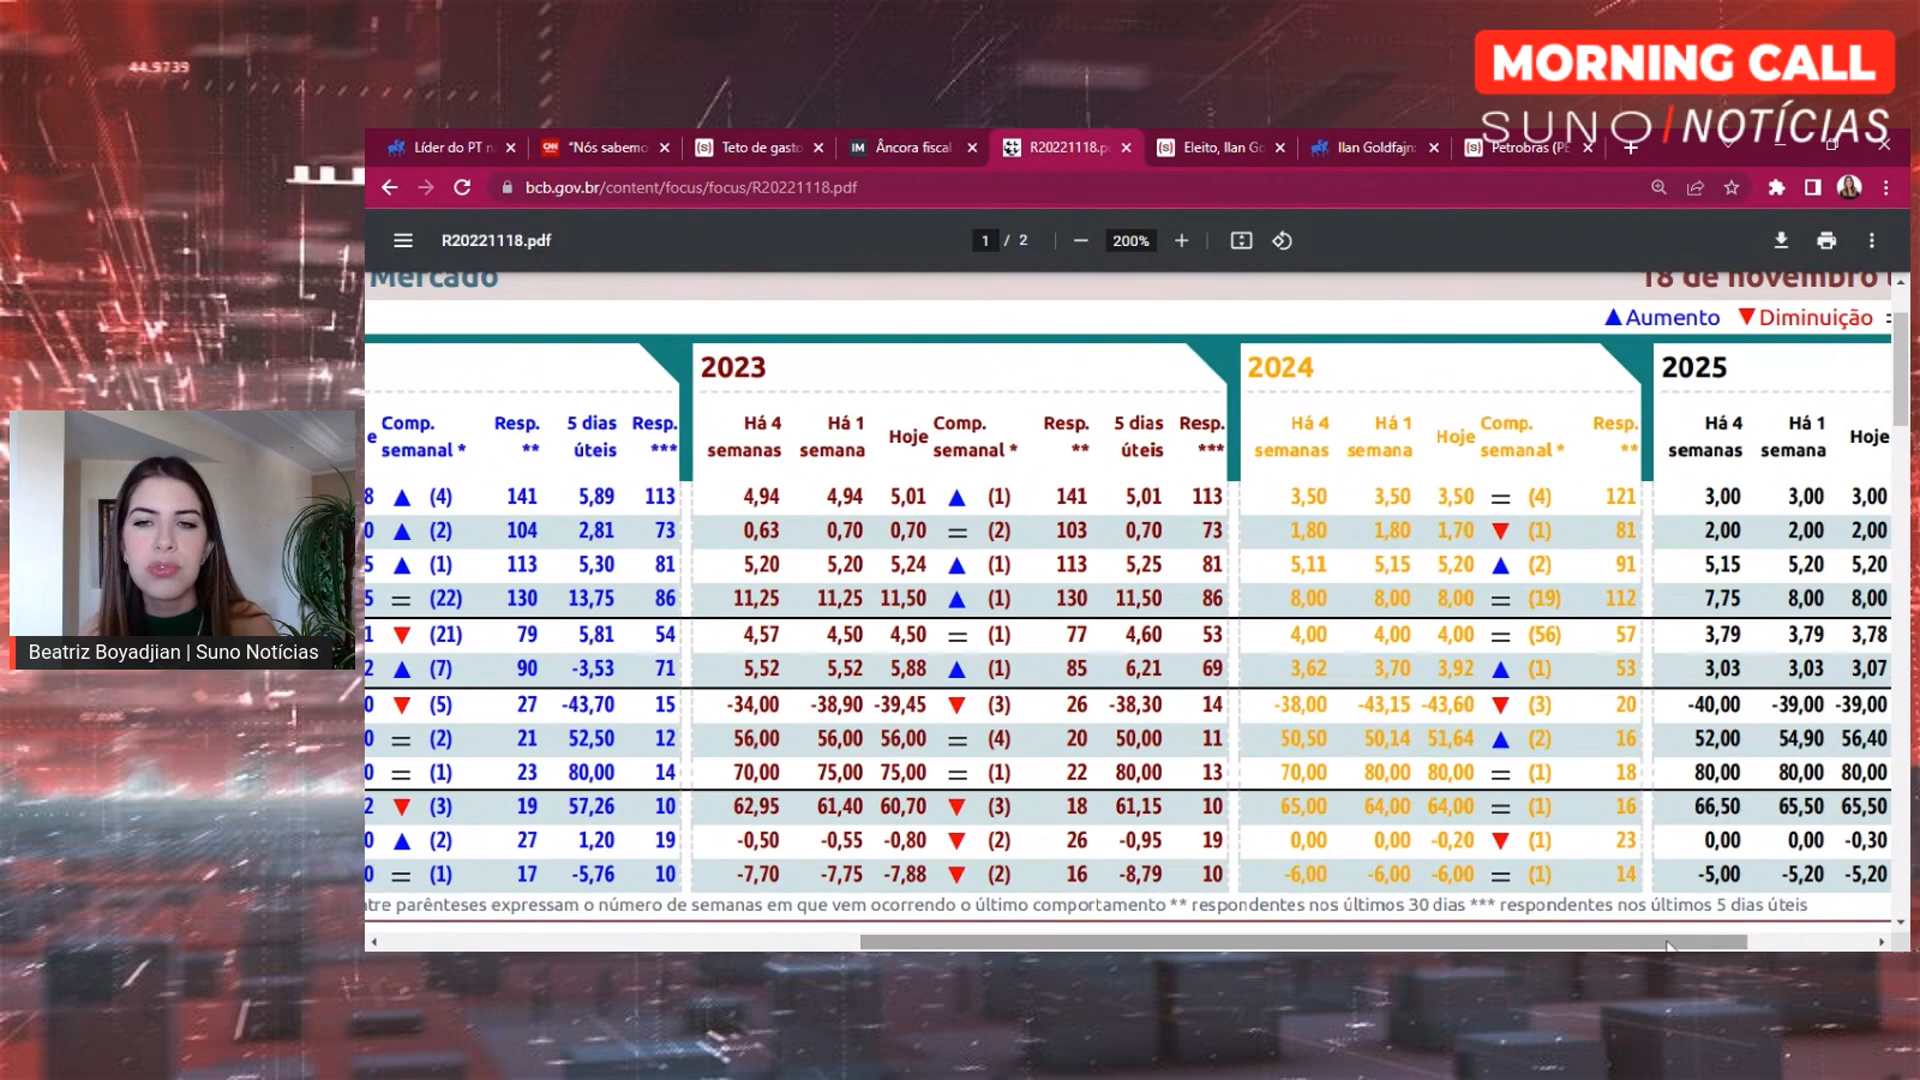 44.9739
MORNING CALL
SUNO/NOTÍCIAS
Líder do PT n
"Nós sabemo
Teto de gasto
Âncora fiscal
R20221118.p
Eleito, Ilan Go
Ilan Goldfajn:
Petrobras (PE
bcb.gov.br/content/focus/focus/R20221118.pdf
R20221118.pdf
1 / 2
200%
Mercado
18 de novembro
▲Aumento ▼Diminuição =
2023
2024
2025
e Comp. semanal * Resp. ** 5 dias úteis Resp. *** Há 4 semanas Há 1 semana Hoje Comp. semanal * Resp. ** 5 dias úteis Resp. *** Há 4 semanas Há 1 semana Hoje Comp. semanal * Resp. ** Há 4 semanas Há 1 semana Hoje
8 ▲ (4) 141 5,89 113 4,94 4,94 5,01 ▲ (1) 141 5,01 113 3,50 3,50 3,50 = (4) 121 3,00 3,00 3,00
0 ▲ (2) 104 2,81 73 0,63 0,70 0,70 = (2) 103 0,70 73 1,80 1,80 1,70 ▼ (1) 81 2,00 2,00 2,00
5 ▲ (1) 113 5,30 81 5,20 5,20 5,24 ▲ (1) 113 5,25 81 5,11 5,15 5,20 ▲ (2) 91 5,15 5,20 5,20
5 = (22) 130 13,75 86 11,25 11,25 11,50 ▲ (1) 130 11,50 86 8,00 8,00 8,00 = (19) 112 7,75 8,00 8,00
1 ▼ (21) 79 5,81 54 4,57 4,50 4,50 = (1) 77 4,60 53 4,00 4,00 4,00 = (56) 57 3,79 3,79 3,78
2 ▲ (7) 90 -3,53 71 5,52 5,52 5,88 ▲ (1) 85 6,21 69 3,62 3,70 3,92 ▲ (1) 53 3,03 3,03 3,07
0 ▼ (5) 27 -43,70 15 -34,00 -38,90 -39,45 ▼ (3) 26 -38,30 14 -38,00 -43,15 -43,60 ▼ (3) 20 -40,00 -39,00 -39,00
0 = (2) 21 52,50 12 56,00 56,00 56,00 = (4) 20 50,00 11 50,50 50,14 51,64 ▲ (2) 16 52,00 54,90 56,40
0 = (1) 23 80,00 14 70,00 75,00 75,00 = (1) 22 80,00 13 70,00 80,00 80,00 = (1) 18 80,00 80,00 80,00
2 ▼ (3) 19 57,26 10 62,95 61,40 60,70 ▼ (3) 18 61,15 10 65,00 64,00 64,00 = (1) 16 66,50 65,50 65,50
0 ▲ (2) 27 1,20 19 -0,50 -0,55 -0,80 ▼ (2) 26 -0,95 19 0,00 0,00 -0,20 ▼ (1) 23 0,00 0,00 -0,30
0 = (1) 17 -5,76 10 -7,70 -7,75 -7,88 ▼ (2) 16 -8,79 10 -6,00 -6,00 -6,00 = (1) 14 -5,00 -5,20 -5,20
tre parênteses expressam o número de semanas em que vem ocorrendo o último comportamento ** respondentes nos últimos 30 dias *** respondentes nos últimos 5 dias úteis
Beatriz Boyadjian | Suno Notícias